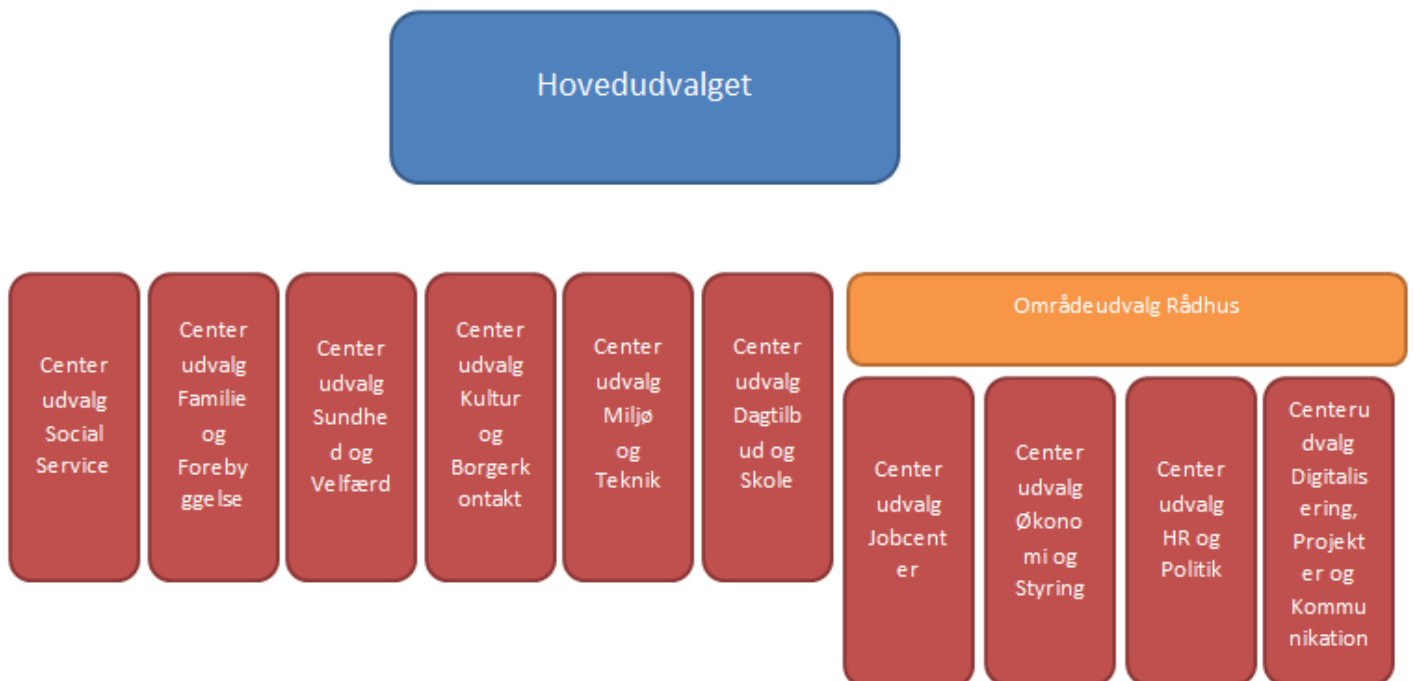 Hovedudvalget
Center
udvalg
Social
Service
Center
udvalg
Familie
og
Foreby
ggelse
Center
udvalg
Sundhe
d og
Velfærd
Center
udvalg
Kultur
og
Borgerk
ontakt
Center
udvalg
Miljø
og
Teknik
Center
udvalg
Dagtilb
ud og
Skole
Områdeudvalg Rådhus
Center
udvalg
Jobcent
er
Center
udvalg
Økono
mi og
Styring
Center
udvalg
HR og
Politik
Centeru
dvalg
Digitalis
ering,
Projekt
er og
Kommu
nikation